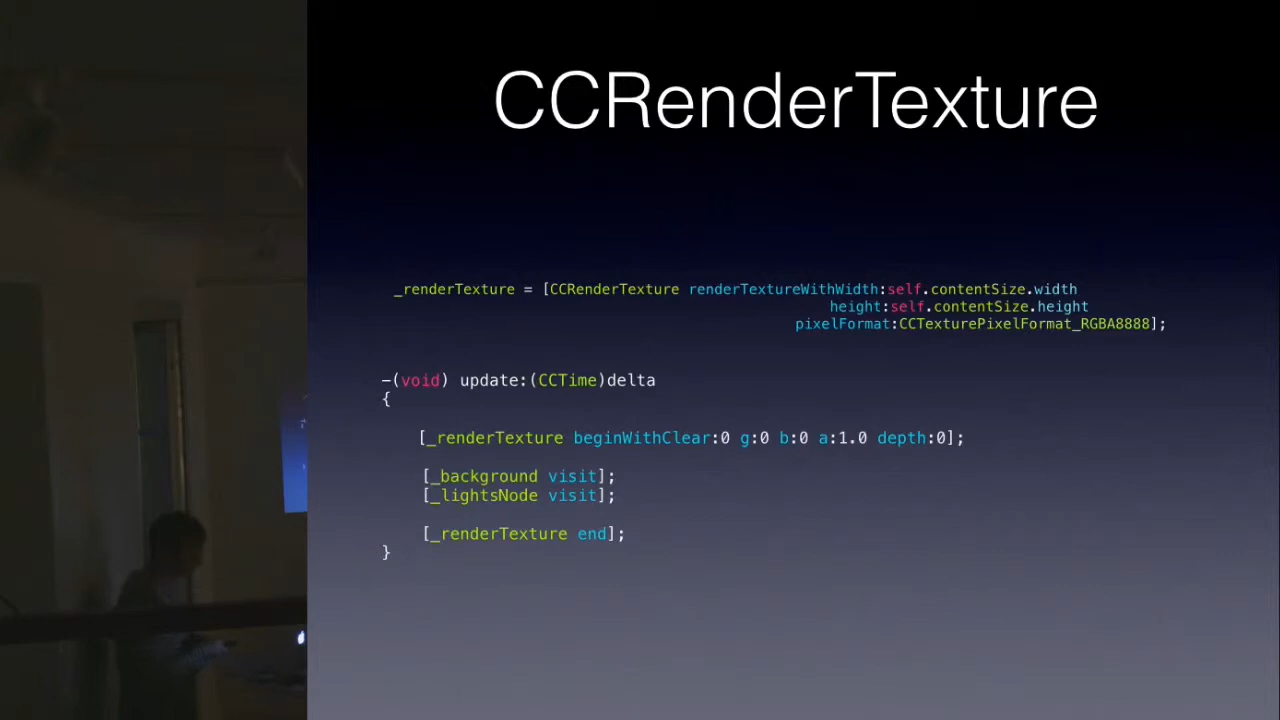 CCRenderTexture
_renderTexture = [CCRenderTexture renderTextureWithWidth:self.contentSize.width
height:self.contentSize.height
pixelFormat:CCTexturePixelFormat_RGBA8888];
-(void) update:(CCTime)delta
{
[_renderTexture beginWithClear:0 g:0 b:0 a:1.0 depth:0];
[_background visit];
[_lightsNode visit];
[_renderTexture end];
}